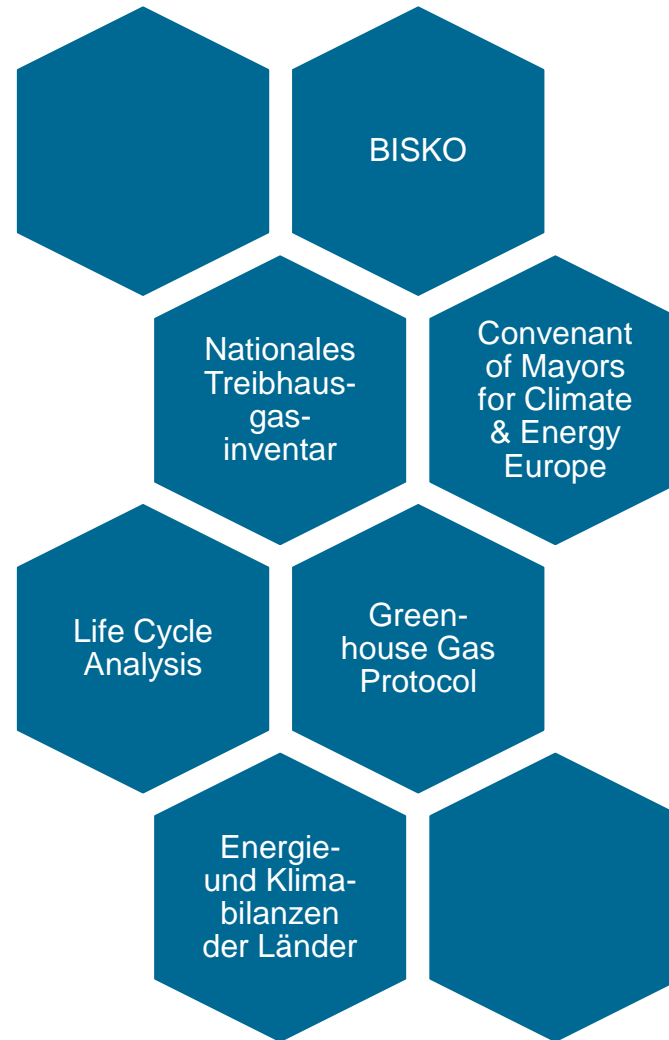 BISKO
Nationales
Treibhaus-
gas-
inventar
Convenant
of Mayors
for Climate
& Energy
Europe
Life Cycle
Analysis
Green-
house Gas
Protocol
Energie-
und Klima-
bilanzen
der Länder